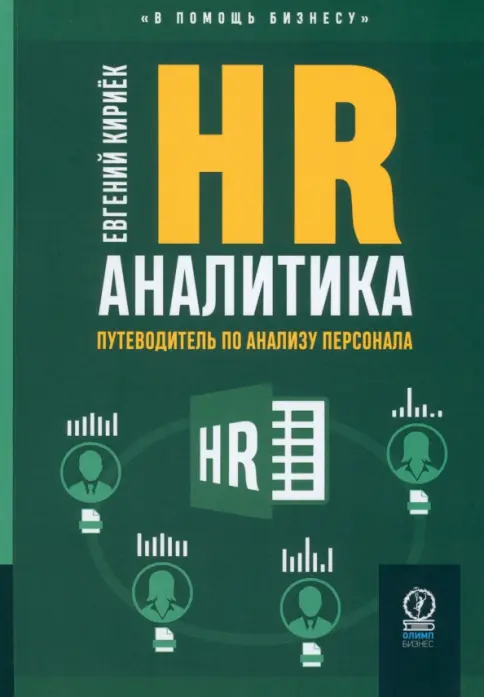 «В ПОМОЩЬ БИЗНЕСУ»
ЕВГЕНИЙ КИРИЁК
HR
АНАЛИТИКА
ПУТЕВОДИТЕЛЬ ПО АНАЛИЗУ ПЕРСОНАЛА
HR
ОЛИМП
БИЗНЕС